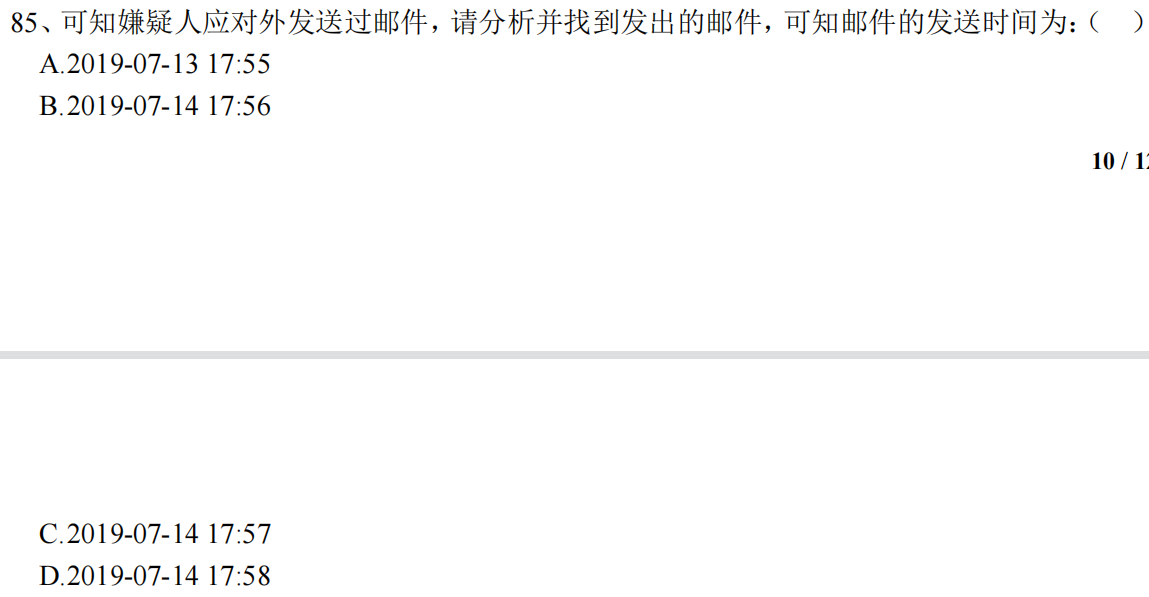 85、可知嫌疑人应对外发送过邮件，请分析并找到发出的邮件，可知邮件的发送时间为：（ ）
A.2019-07-13 17:55
B.2019-07-14 17:56
10 / 1
C.2019-07-14 17:57
D.2019-07-14 17:58